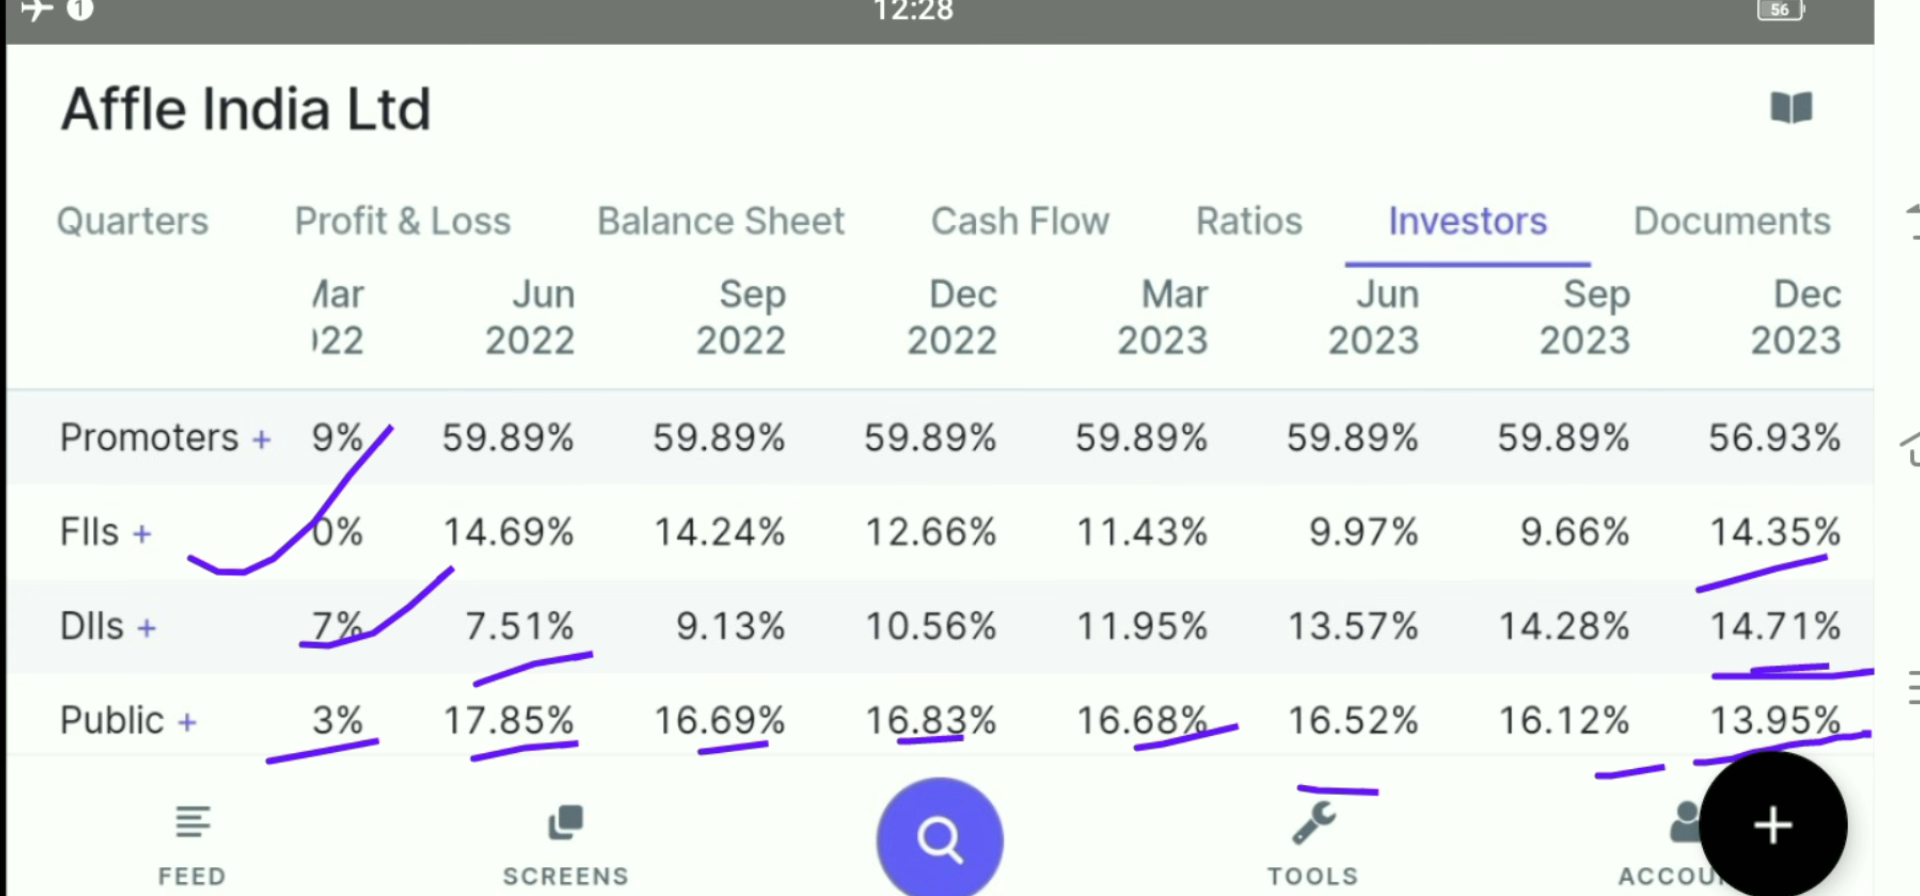 1 12:28 56
Affle India Ltd
Quarters Profit & Loss Balance Sheet Cash Flow Ratios Investors Documents
Jun Sep Dec Mar Jun Sep Dec
22 2022 2022 2022 2023 2023 2023 2023
Promoters + 9% 59.89% 59.89% 59.89% 59.89% 59.89% 59.89% 56.93%
FIIs + 0% 14.69% 14.24% 12.66% 11.43% 9.97% 9.66% 14.35%
DIIs + 7% 7.51% 9.13% 10.56% 11.95% 13.57% 14.28% 14.71%
Public + 3% 17.85% 16.69% 16.83% 16.68% 16.52% 16.12% 13.95%
FEED SCREENS TOOLS ACCOU
+